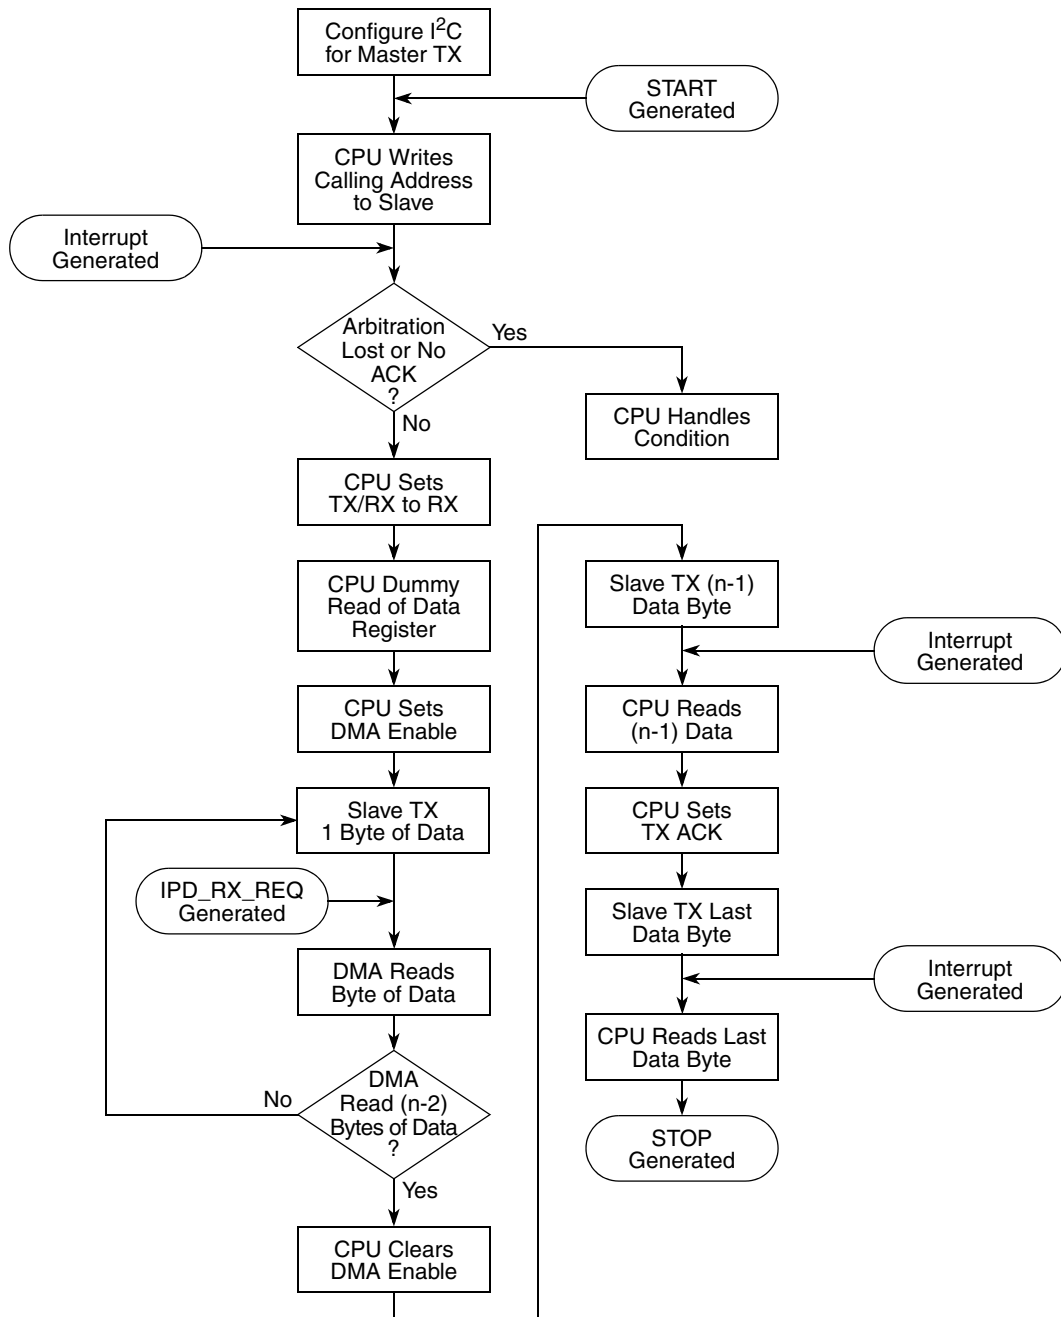 Configure I²C
for Master TX
START
Generated
CPU Writes
Calling Address
to Slave
Interrupt
Generated
Arbitration
Lost or No
ACK
?
Yes
No
CPU Handles
Condition
CPU Sets
TX/RX to RX
CPU Dummy
Read of Data
Register
CPU Sets
DMA Enable
Slave TX
1 Byte of Data
IPD_RX_REQ
Generated
DMA Reads
Byte of Data
DMA
Read (n-2)
Bytes of Data
?
No
Yes
CPU Clears
DMA Enable
Slave TX (n-1)
Data Byte
Interrupt
Generated
CPU Reads
(n-1) Data
CPU Sets
TX ACK
Slave TX Last
Data Byte
Interrupt
Generated
CPU Reads Last
Data Byte
STOP
Generated